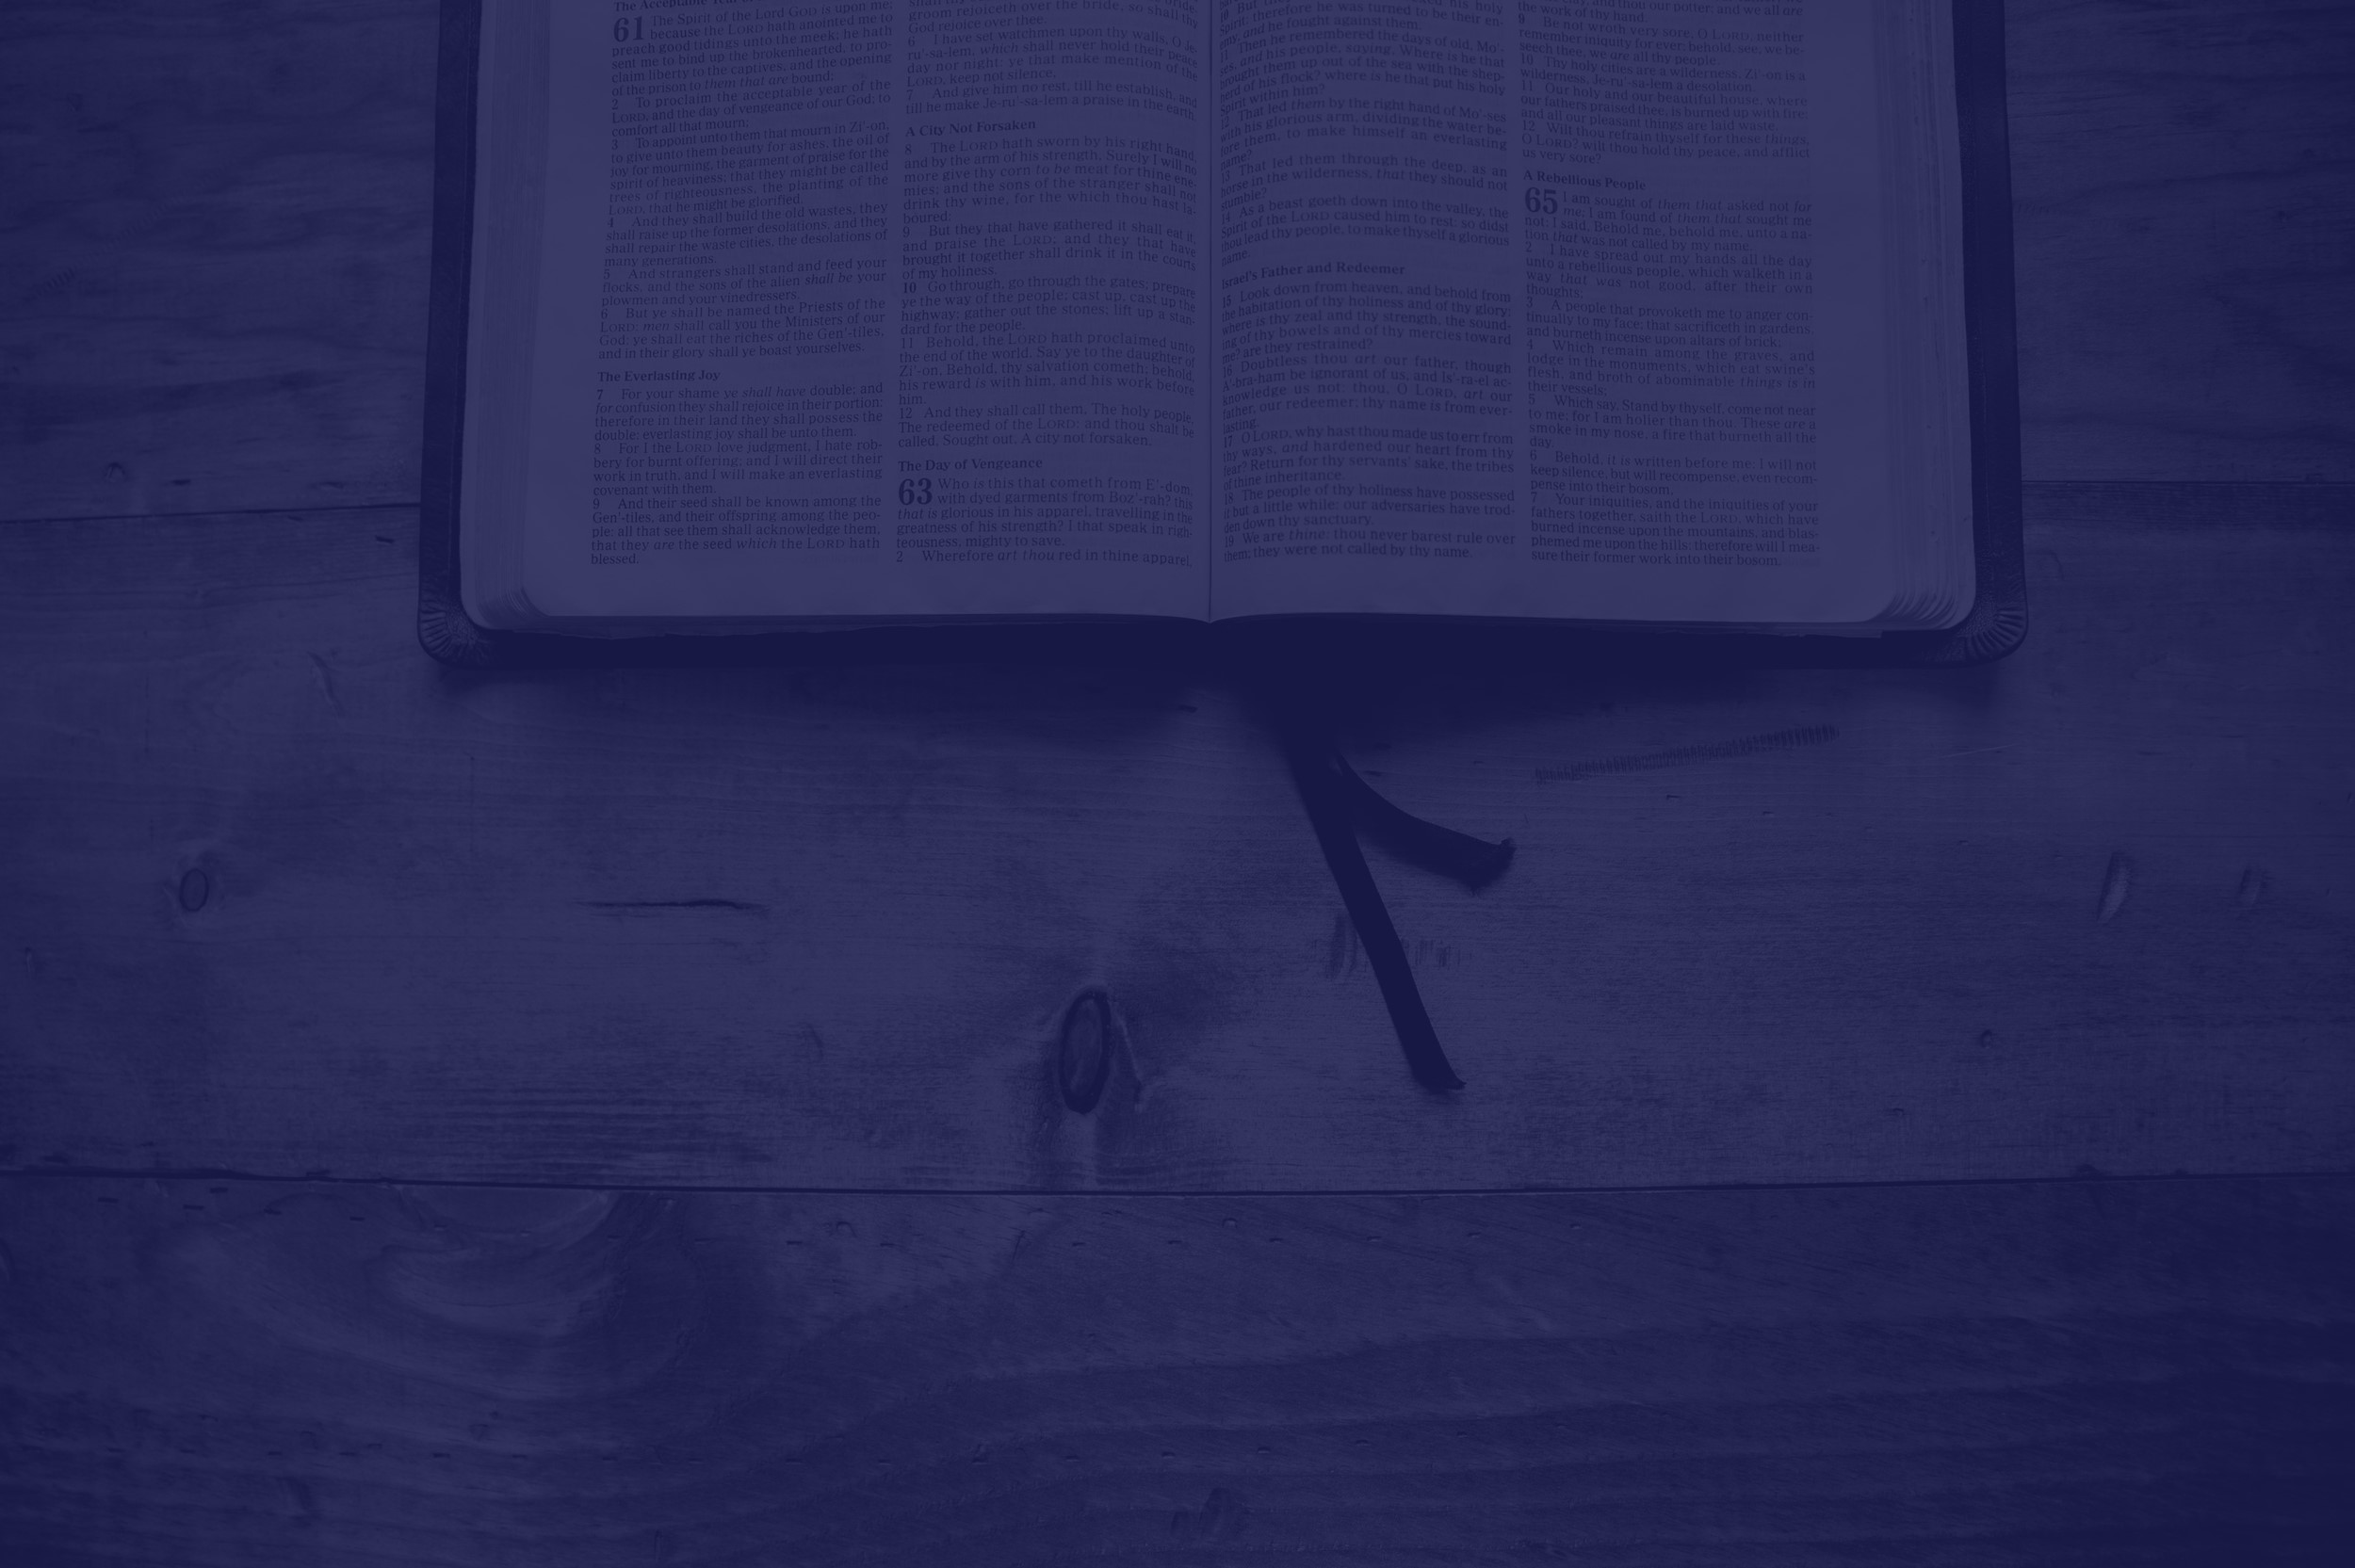 The Acceptable Year
61 The Spirit of the Lord GOD is upon me;
because the LORD hath anointed me to
preach good tidings unto the meek; he hath
sent me to bind up the brokenhearted, to pro-
claim liberty to the captives, and the opening
of the prison to them that are bound;
2 To proclaim the acceptable year of the
LORD, and the day of vengeance of our God; to
comfort all that mourn;
3 To appoint unto them that mourn in Zi'-on,
to give unto them beauty for ashes, the oil of
joy for mourning, the garment of praise for the
spirit of heaviness; that they might be called
trees of righteousness, the planting of the
LORD, that he might be glorified.
4 And they shall build the old wastes, they
shall raise up the former desolations, and they
shall repair the waste cities, the desolations of
many generations.
5 And strangers shall stand and feed your
flocks, and the sons of the alien shall be your
plowmen and your vinedressers.
6 But ye shall be named the Priests of the
LORD: men shall call you the Ministers of our
God: ye shall eat the riches of the Gen'-tiles,
and in their glory shall ye boast yourselves.
The Everlasting Joy
7 For your shame ye shall have double; and
for confusion they shall rejoice in their portion:
therefore in their land they shall possess the
double: everlasting joy shall be unto them.
8 For I the LORD love judgment, I hate rob-
bery for burnt offering; and I will direct their
work in truth, and I will make an everlasting
covenant with them.
9 And their seed shall be known among the
Gen'-tiles, and their offspring among the peo-
ple: all that see them shall acknowledge them,
that they are the seed which the LORD hath
blessed.
groom rejoiceth over the bride, so shall thy
God rejoice over thee.
6 I have set watchmen upon thy walls, O Je-
ru'-sa-lem, which shall never hold their peace
day nor night: ye that make mention of the
LORD, keep not silence,
7 And give him no rest, till he establish, and
till he make Je-ru'-sa-lem a praise in the earth.
A City Not Forsaken
8 The LORD hath sworn by his right hand,
and by the arm of his strength, Surely I will no
more give thy corn to be meat for thine ene-
mies; and the sons of the stranger shall not
drink thy wine, for the which thou hast la-
boured:
9 But they that have gathered it shall eat it,
and praise the LORD; and they that have
brought it together shall drink it in the courts
of my holiness.
10 Go through, go through the gates; prepare
ye the way of the people; cast up, cast up the
highway; gather out the stones; lift up a stan-
dard for the people.
11 Behold, the LORD hath proclaimed unto
the end of the world, Say ye to the daughter of
Zi'-on, Behold, thy salvation cometh; behold,
his reward is with him, and his work before
him.
12 And they shall call them, The holy people,
The redeemed of the LORD: and thou shalt be
called, Sought out, A city not forsaken.
The Day of Vengeance
63 Who is this that cometh from E'-dom,
with dyed garments from Boz'-rah? this
that is glorious in his apparel, travelling in the
greatness of his strength? I that speak in righ-
teousness, mighty to save.
2 Wherefore art thou red in thine apparel,
10 But they his holy
Spirit: therefore he was turned to be their en-
emy, and he fought against them.
11 Then he remembered the days of old, Mo'-
ses, and his people, saying, Where is he that
brought them up out of the sea with the shep-
herd of his flock? where is he that put his holy
Spirit within him?
12 That led them by the right hand of Mo'-ses
with his glorious arm, dividing the water be-
fore them, to make himself an everlasting
name?
13 That led them through the deep, as an
horse in the wilderness, that they should not
stumble?
14 As a beast goeth down into the valley, the
Spirit of the LORD caused him to rest: so didst
thou lead thy people, to make thyself a glorious
name.
Israel's Father and Redeemer
15 Look down from heaven, and behold from
the habitation of thy holiness and of thy glory:
where is thy zeal and thy strength, the sound-
ing of thy bowels and of thy mercies toward
me? are they restrained?
16 Doubtless thou art our father, though
A'-bra-ham be ignorant of us, and Is'-ra-el ac-
knowledge us not: thou, O LORD, art our
father, our redeemer; thy name is from ever-
lasting.
17 O LORD, why hast thou made us to err from
thy ways, and hardened our heart from thy
fear? Return for thy servants' sake, the tribes
of thine inheritance.
18 The people of thy holiness have possessed
it but a little while: our adversaries have trod-
den down thy sanctuary.
19 We are thine: thou never barest rule over
them; they were not called by thy name.
and thou our potter; and we all are
the work of thy hand.
9 Be not wroth very sore, O LORD, neither
remember iniquity for ever: behold, see, we be-
seech thee, we are all thy people.
10 Thy holy cities are a wilderness, Zi'-on is a
wilderness, Je-ru'-sa-lem a desolation.
11 Our holy and our beautiful house, where
our fathers praised thee, is burned up with fire:
and all our pleasant things are laid waste.
12 Wilt thou refrain thyself for these things,
O LORD? wilt thou hold thy peace, and afflict
us very sore?
A Rebellious People
65 I am sought of them that asked not for
me; I am found of them that sought me
not: I said, Behold me, behold me, unto a na-
tion that was not called by my name.
2 I have spread out my hands all the day
unto a rebellious people, which walketh in a
way that was not good, after their own
thoughts;
3 A people that provoketh me to anger con-
tinually to my face; that sacrificeth in gardens,
and burneth incense upon altars of brick;
4 Which remain among the graves, and
lodge in the monuments, which eat swine's
flesh, and broth of abominable things is in
their vessels;
5 Which say, Stand by thyself, come not near
to me; for I am holier than thou. These are a
smoke in my nose, a fire that burneth all the
day.
6 Behold, it is written before me: I will not
keep silence, but will recompense, even recom-
pense into their bosom,
7 Your iniquities, and the iniquities of your
fathers together, saith the LORD, which have
burned incense upon the mountains, and blas-
phemed me upon the hills: therefore will I mea-
sure their former work into their bosom.